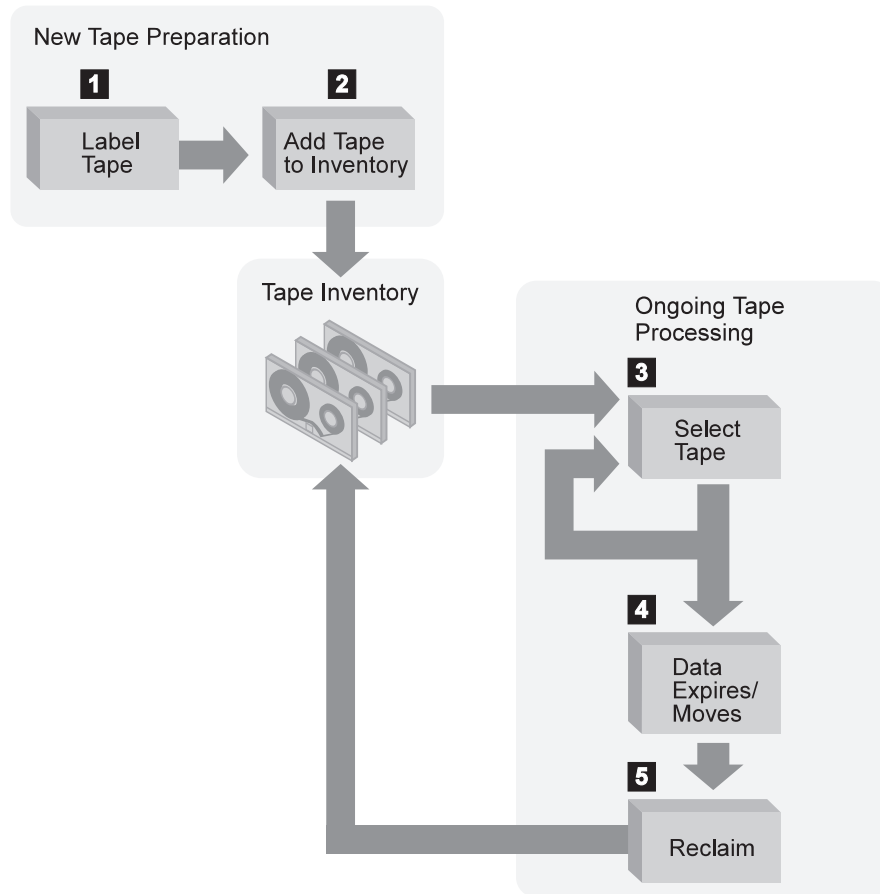 New Tape Preparation
1
2
Label
Tape
Add Tape
to Inventory
Tape Inventory
Ongoing Tape
Processing
3
Select
Tape
4
Data
Expires/
Moves
5
Reclaim